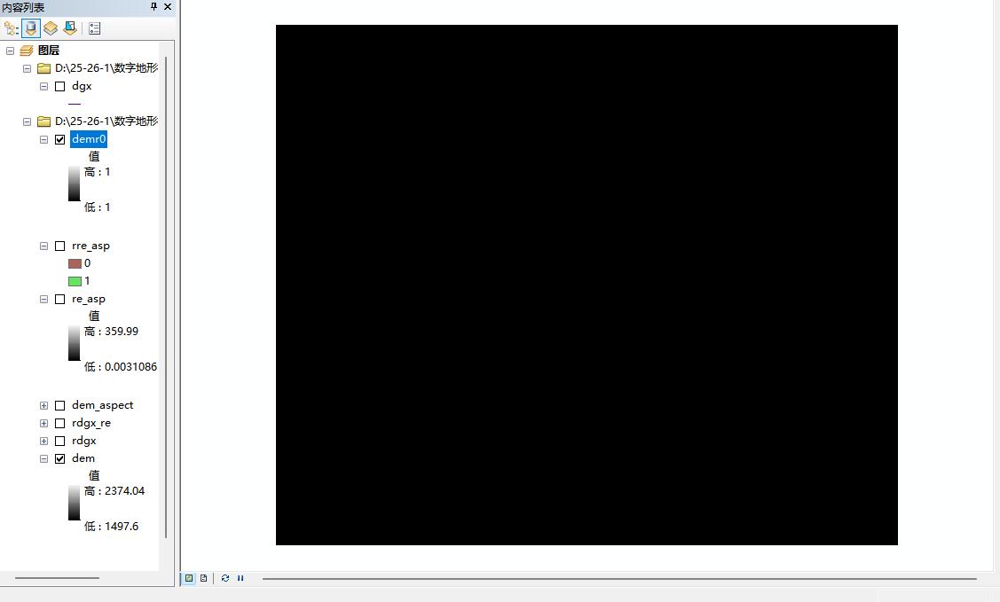 内容列表
图层
D:\25-26-1\数字地形
dgx
D:\25-26-1\数字地形
demr0
值
高 : 1
低 : 1
rre_asp
0
1
re_asp
值
高 : 359.99
低 : 0.0031086
dem_aspect
rdgx_re
rdgx
dem
值
高 : 2374.04
低 : 1497.6